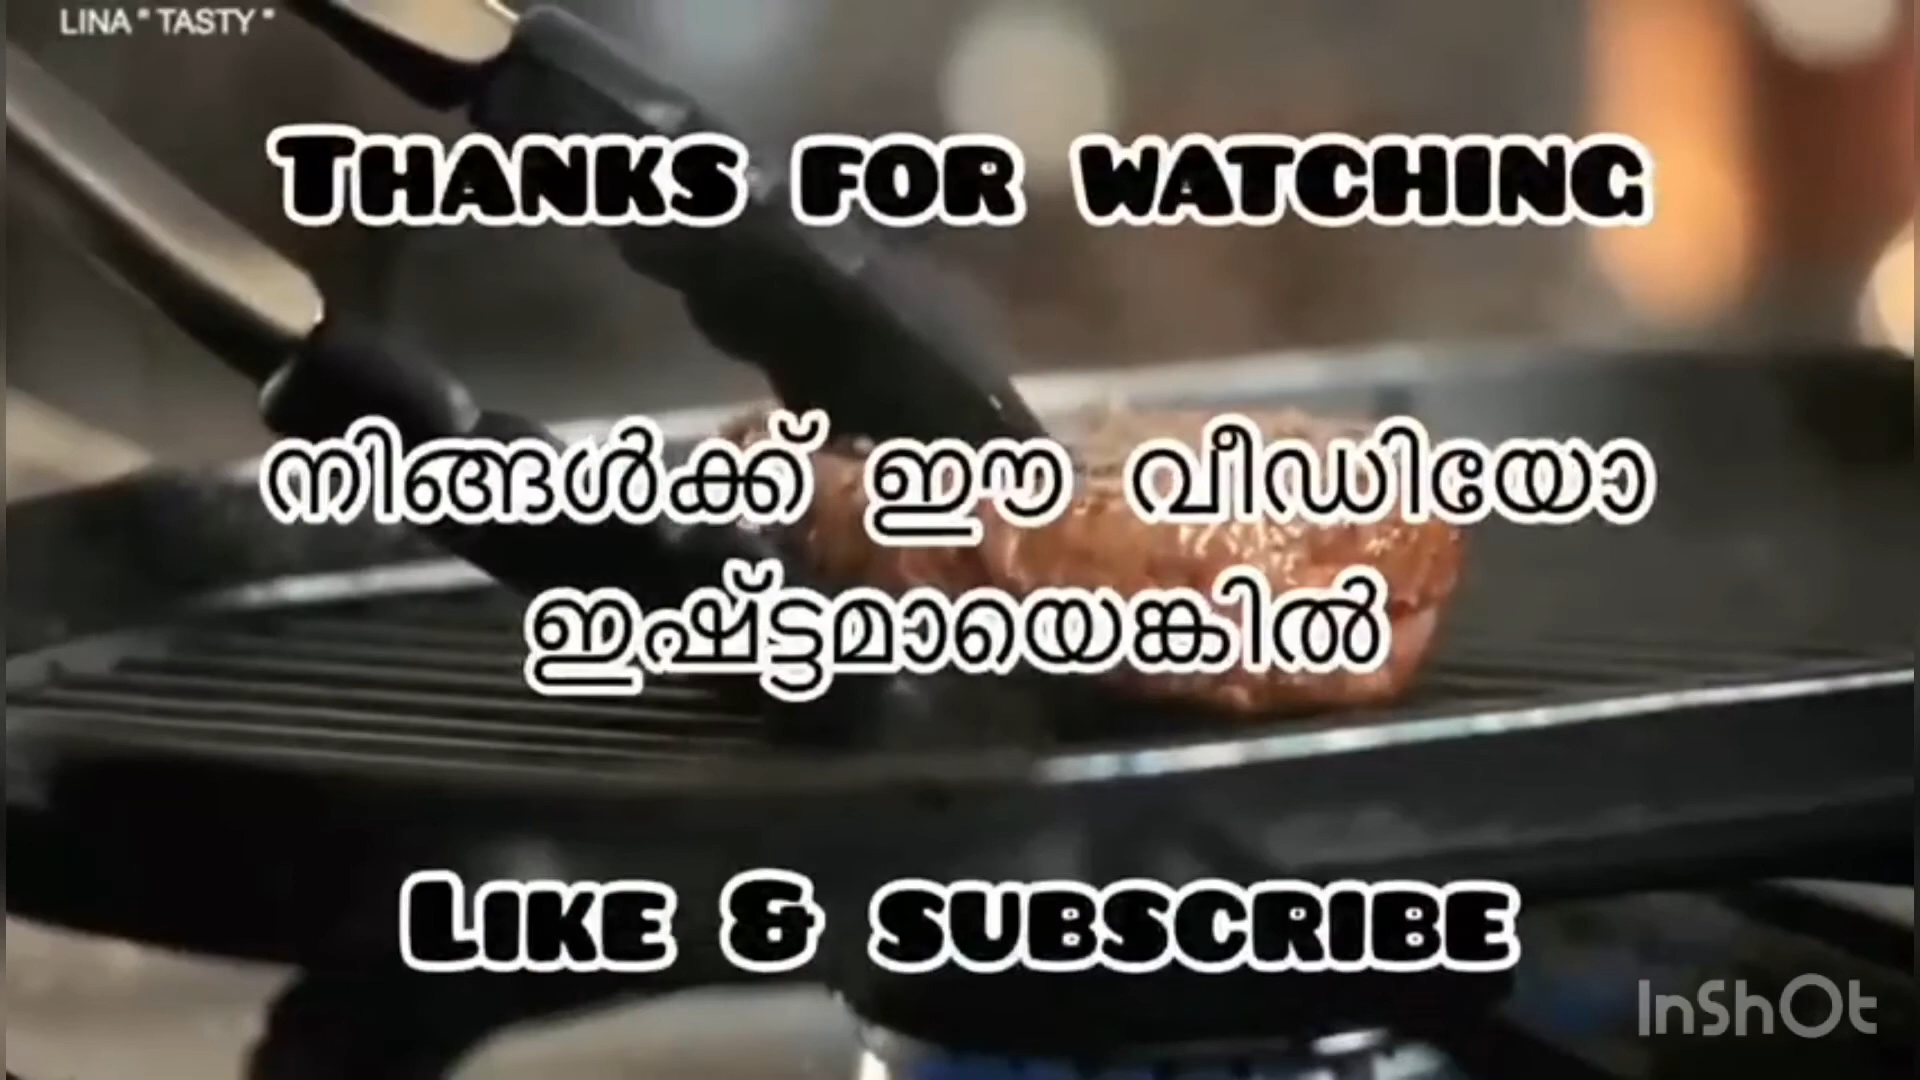 LINA " TASTY "
THANKS FOR WATCHING
നിങ്ങൾക്ക് ഈ വീഡിയോ
ഇഷ്ട്ടമായെങ്കിൽ
LIKE & SUBSCRIBE
InShOt